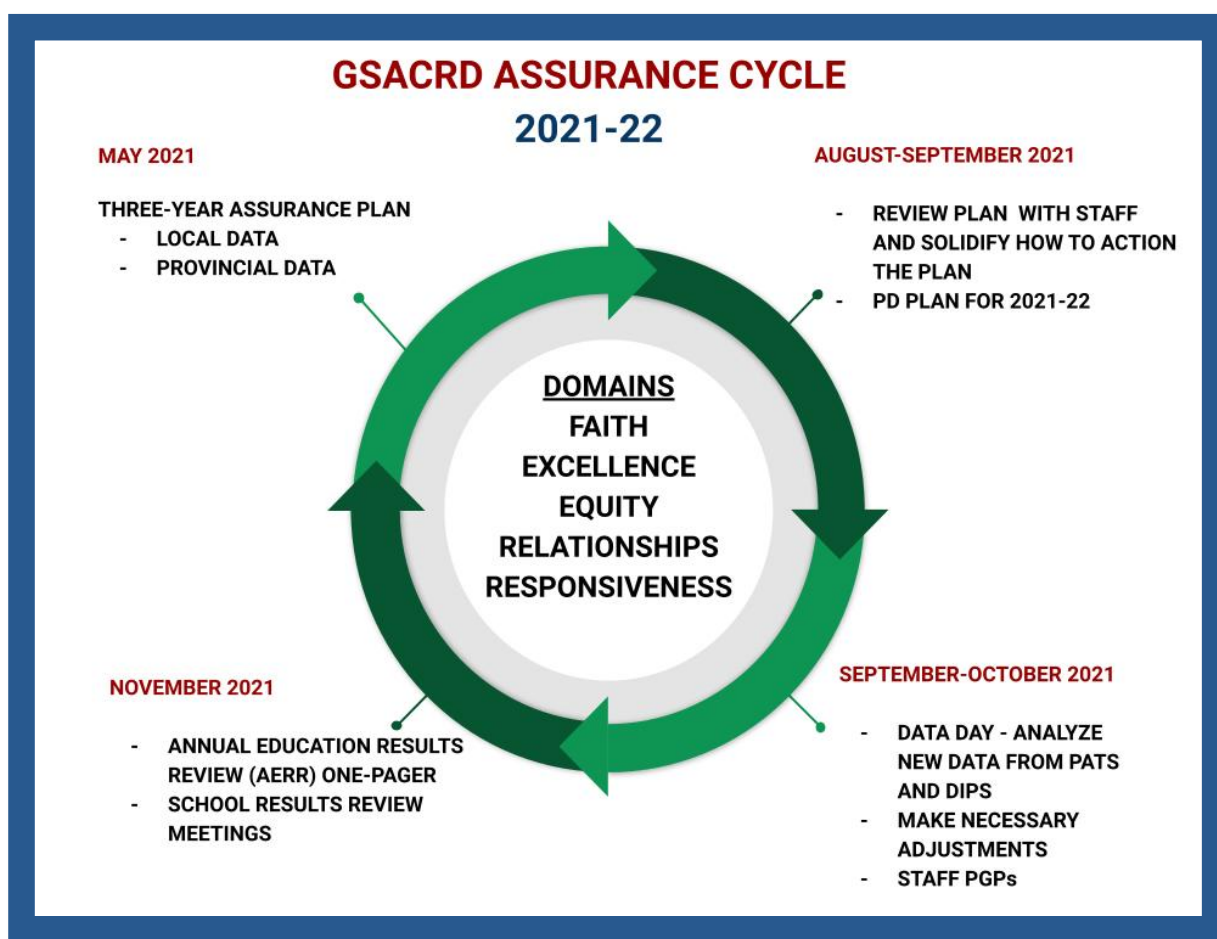 GSACRD ASSURANCE CYCLE
2021-22
MAY 2021
THREE-YEAR ASSURANCE PLAN
- LOCAL DATA
- PROVINCIAL DATA
AUGUST-SEPTEMBER 2021
- REVIEW PLAN WITH STAFF
AND SOLIDIFY HOW TO ACTION
THE PLAN
- PD PLAN FOR 2021-22
DOMAINS
FAITH
EXCELLENCE
EQUITY
RELATIONSHIPS
RESPONSIVENESS
NOVEMBER 2021
- ANNUAL EDUCATION RESULTS
REVIEW (AERR) ONE-PAGER
- SCHOOL RESULTS REVIEW
MEETINGS
SEPTEMBER-OCTOBER 2021
- DATA DAY - ANALYZE
NEW DATA FROM PATS
AND DIPS
- MAKE NECESSARY
ADJUSTMENTS
- STAFF PGPs